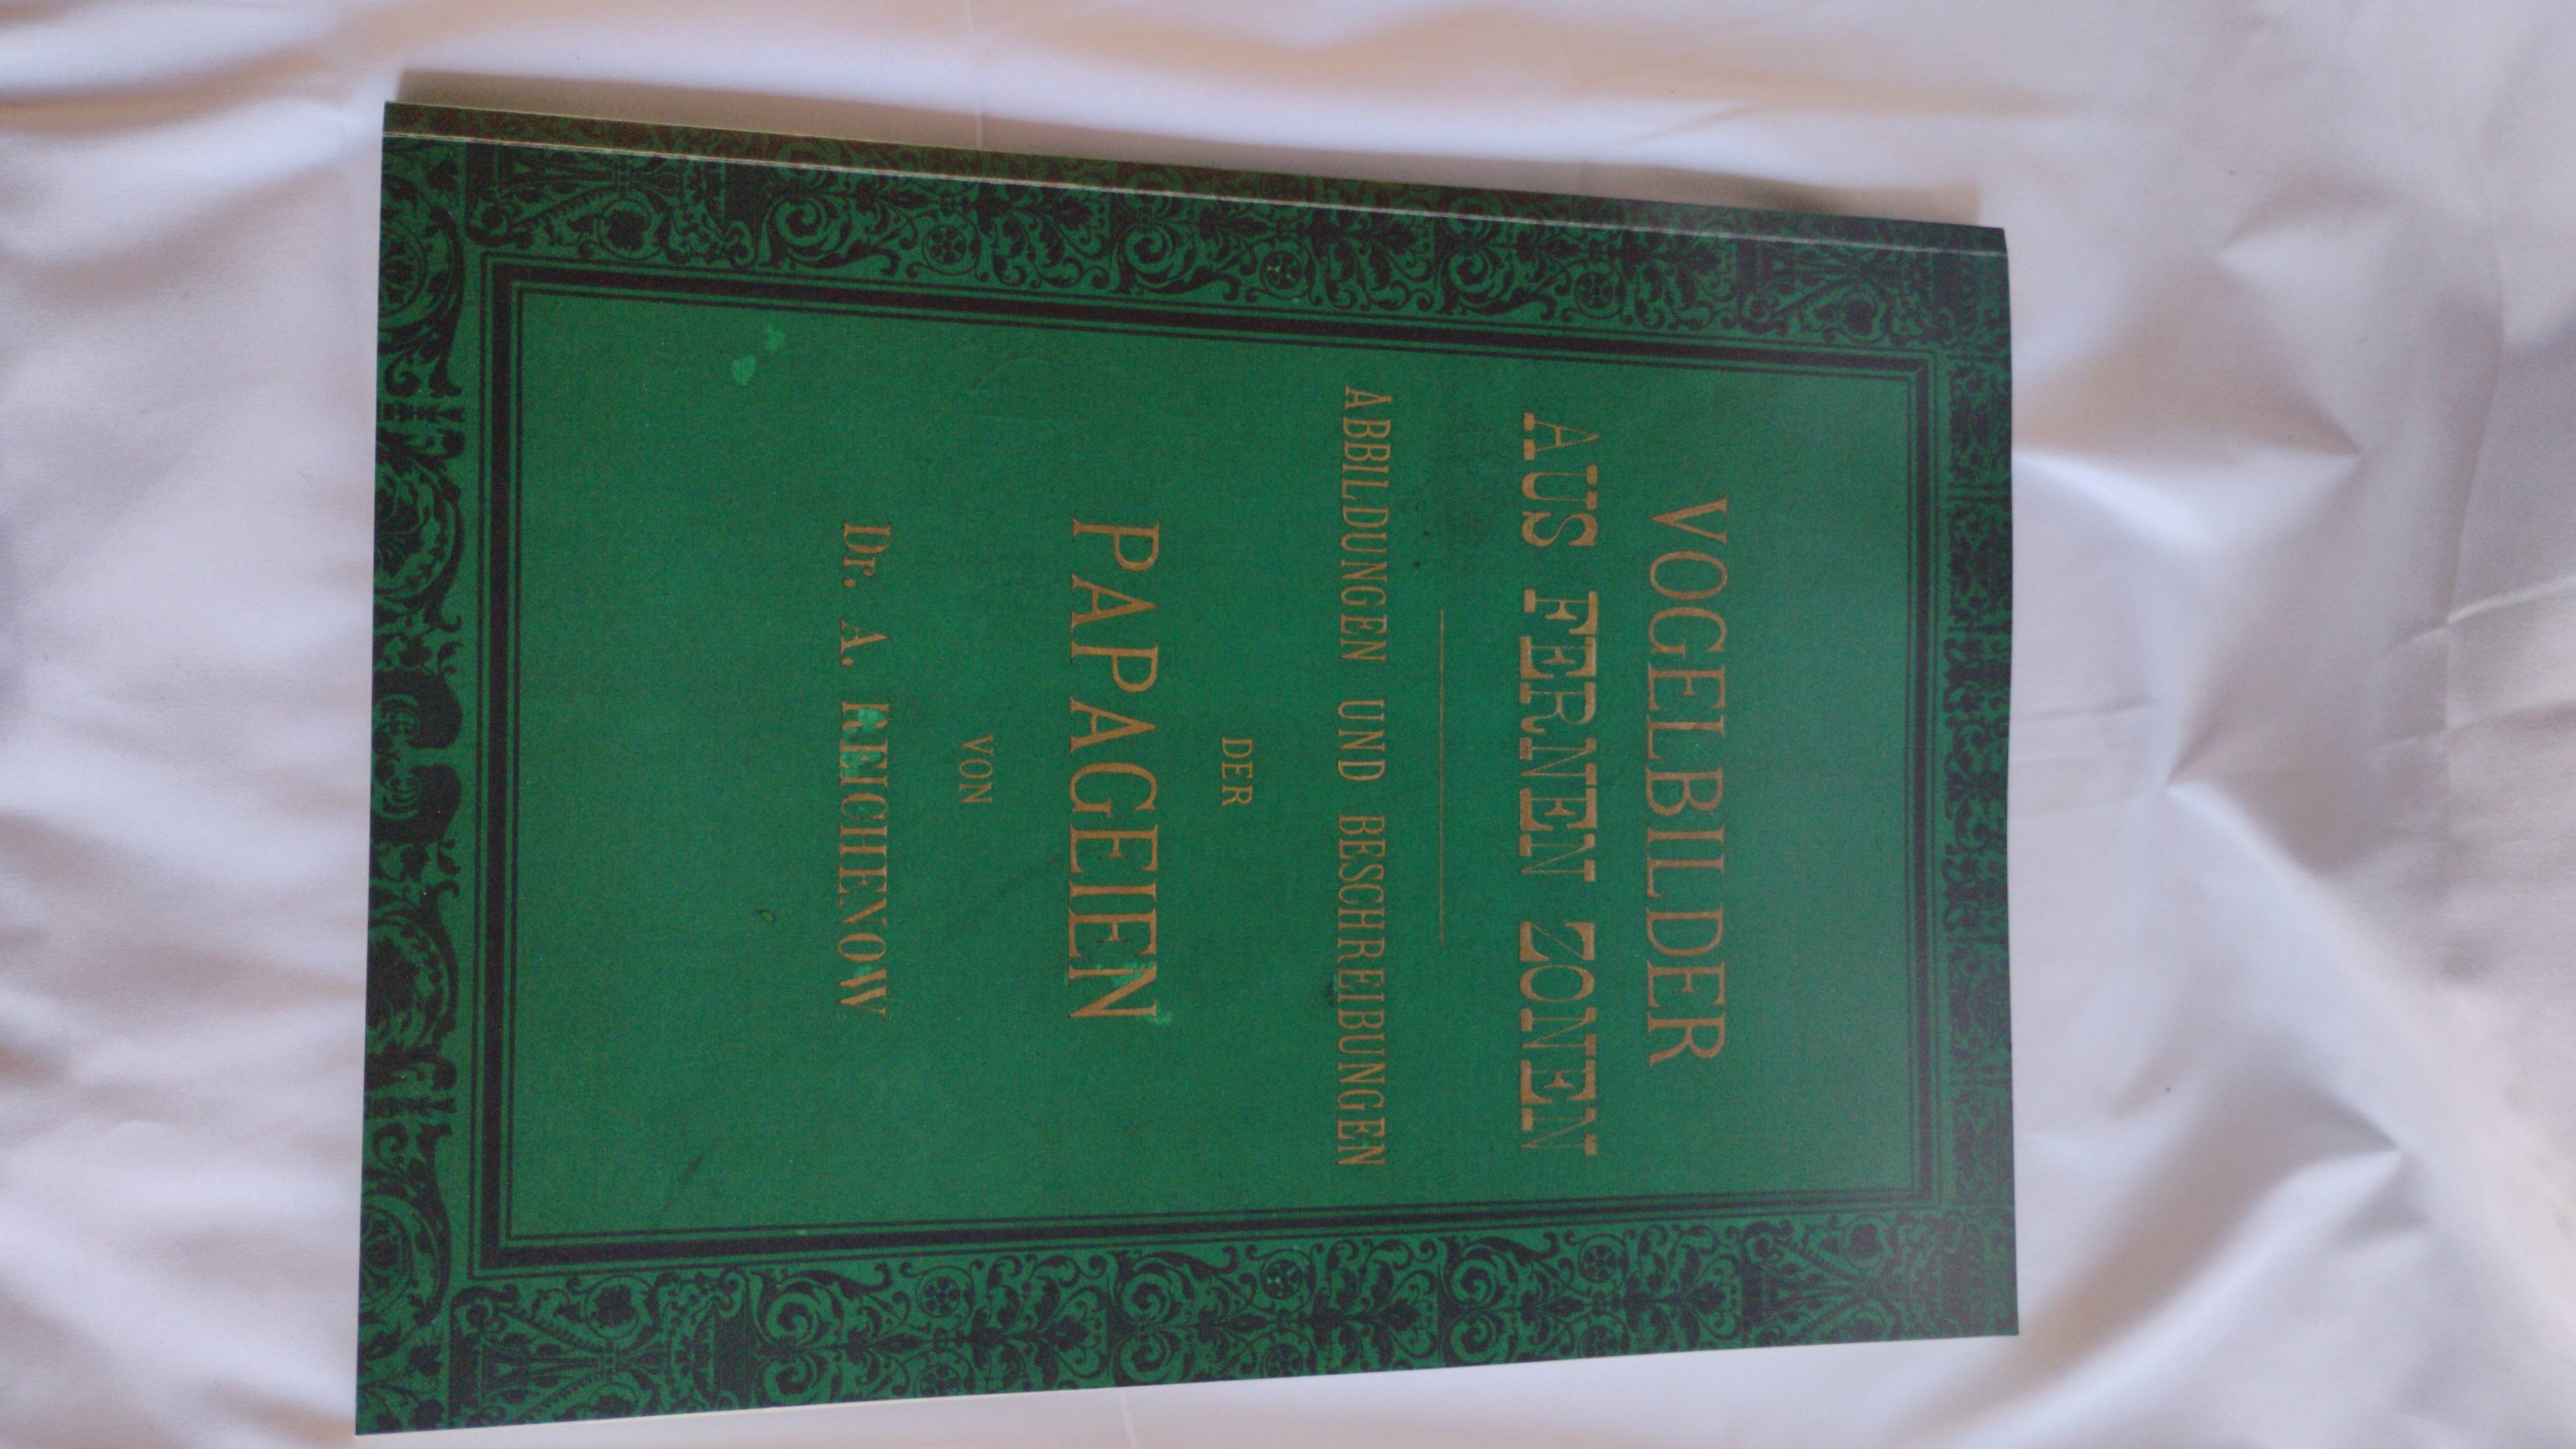 VOGELBILDER
AUS FERNEN ZONEN
ABBILDUNGEN UND BESCHREIBUNGEN
DER
PAPAGEIEN
VON
Dr. A. REICHENOW